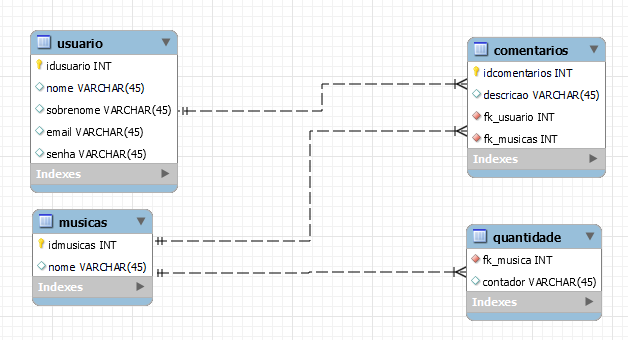 usuario
idusuario INT
nome VARCHAR(45)
sobrenome VARCHAR(45)
email VARCHAR(45)
senha VARCHAR(45)
Indexes
musicas
idmusicas INT
nome VARCHAR(45)
Indexes
comentarios
idcomentarios INT
descricao VARCHAR(45)
fk_usuario INT
fk_musicas INT
Indexes
quantidade
fk_musica INT
contador VARCHAR(45)
Indexes